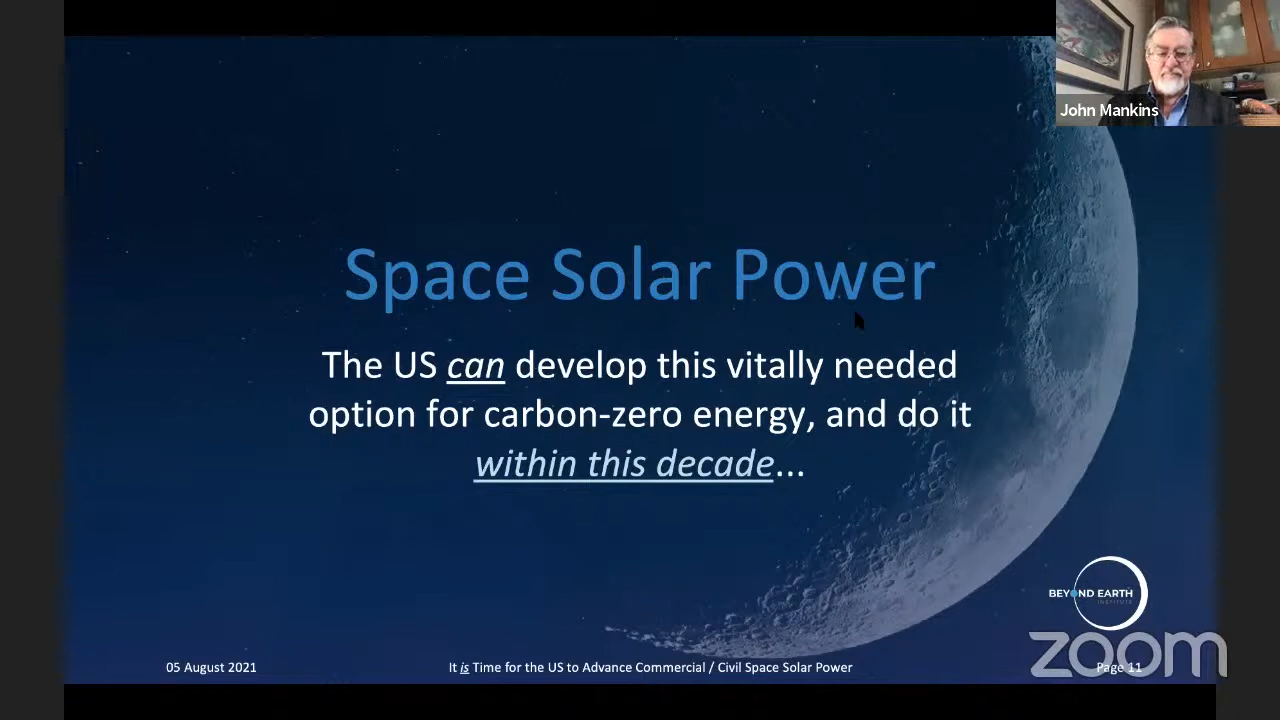 John Mankins
Space Solar Power
The US can develop this vitally needed
option for carbon-zero energy, and do it
within this decade...
BEYOND EARTH
INSTITUTE
zoom
05 August 2021
It is Time for the US to Advance Commercial / Civil Space Solar Power
Page 11